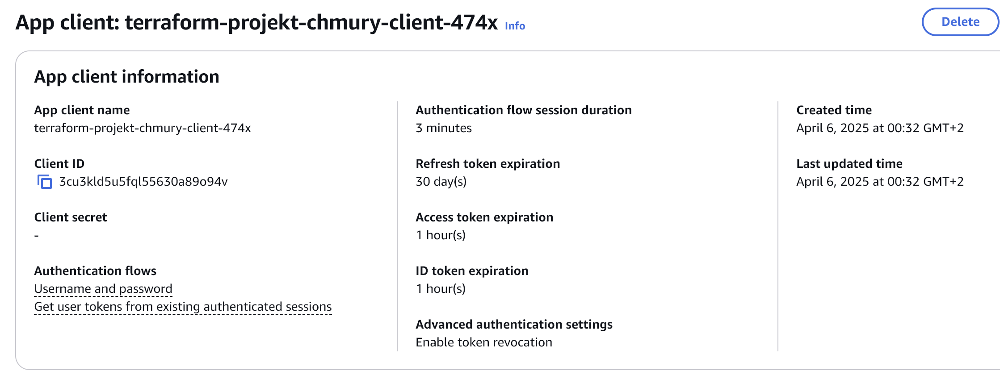 App client: terraform-projekt-chmury-client-474x Info
Delete
App client information
App client name
terraform-projekt-chmury-client-474x
Client ID
3cu3kld5u5fql55630a89o94v
Client secret
-
Authentication flows
Username and password
Get user tokens from existing authenticated sessions
Authentication flow session duration
3 minutes
Refresh token expiration
30 day(s)
Access token expiration
1 hour(s)
ID token expiration
1 hour(s)
Advanced authentication settings
Enable token revocation
Created time
April 6, 2025 at 00:32 GMT+2
Last updated time
April 6, 2025 at 00:32 GMT+2